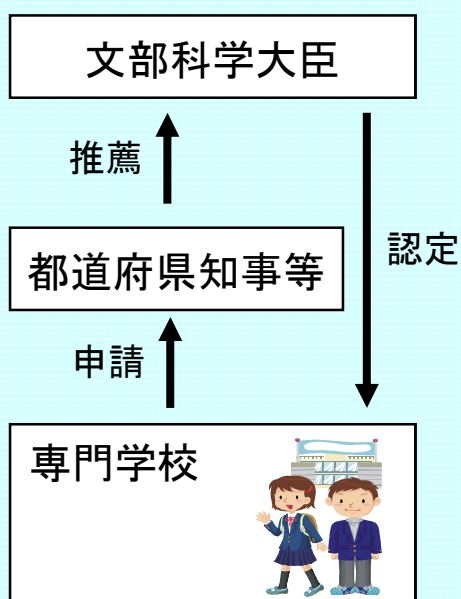 文部科学大臣
推薦
認定
都道府県知事等
申請
専門学校